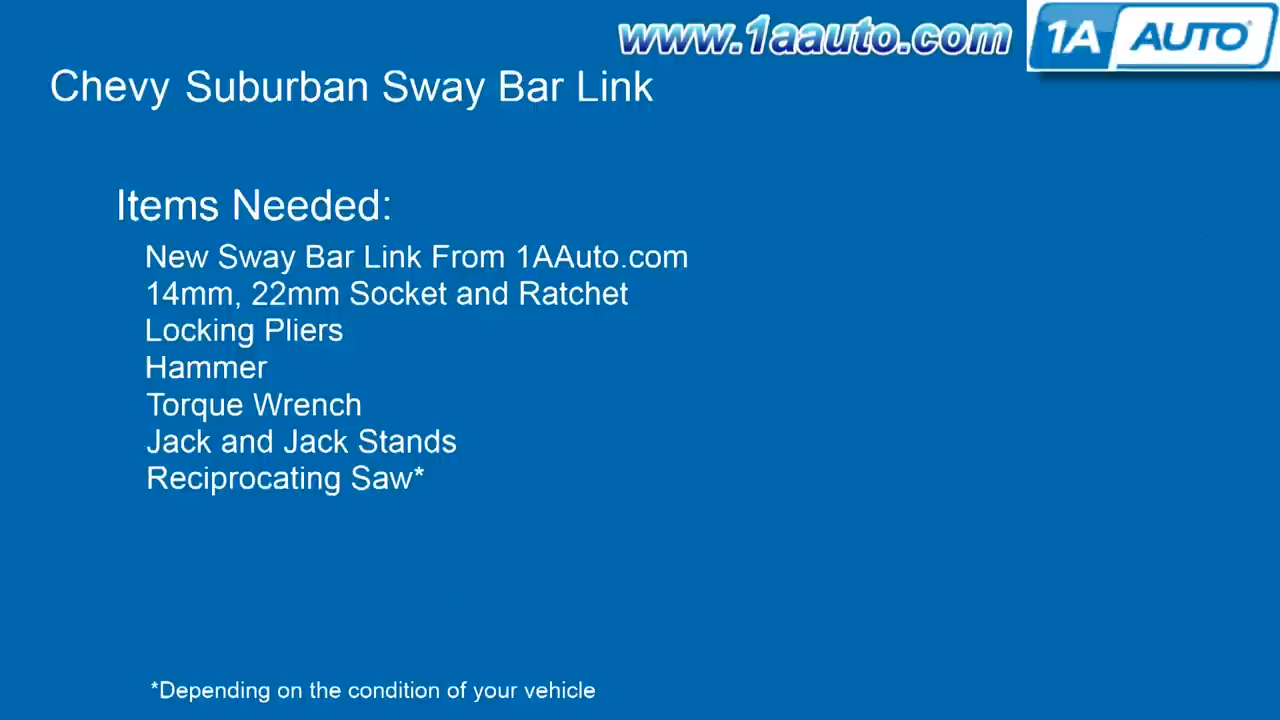 www.1aauto.com
1A AUTO®
Chevy Suburban Sway Bar Link
Items Needed:
New Sway Bar Link From 1AAuto.com
14mm, 22mm Socket and Ratchet
Locking Pliers
Hammer
Torque Wrench
Jack and Jack Stands
Reciprocating Saw*
*Depending on the condition of your vehicle